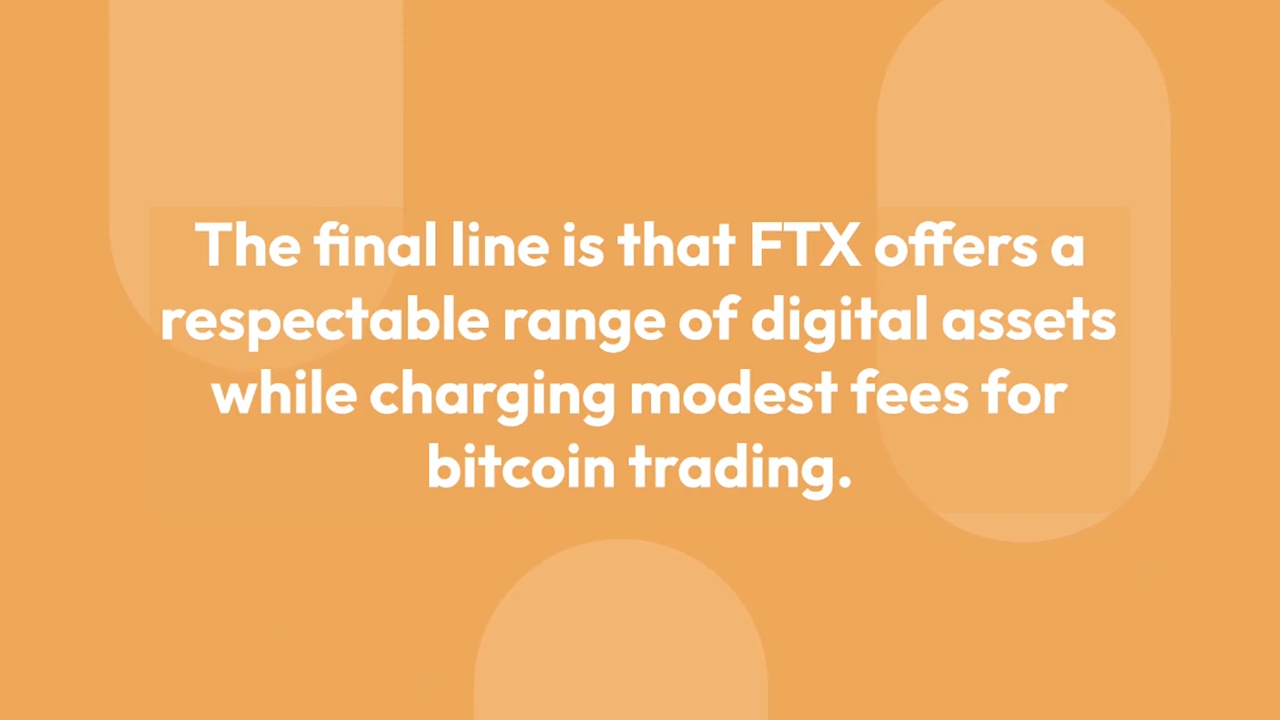 The final line is that FTX offers a
respectable range of digital assets
while charging modest fees for
bitcoin trading.